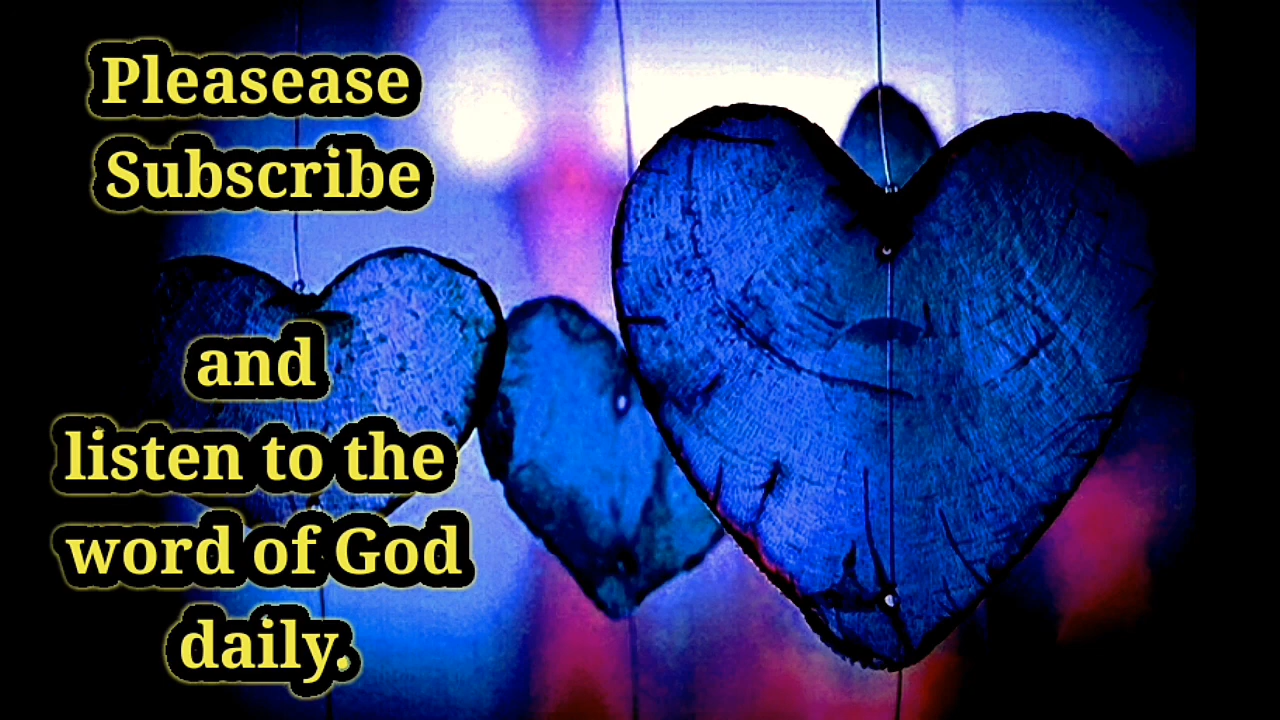 Pleasease
Subscribe
and
listen to the
word of God
daily.